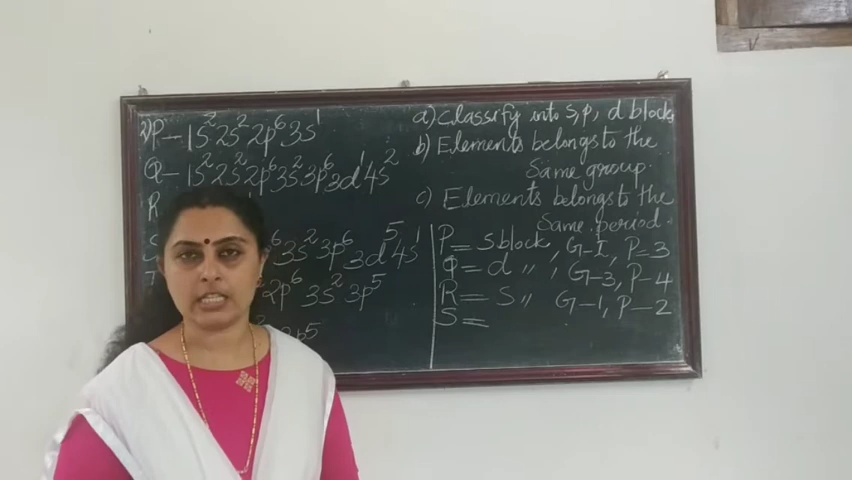 2) P – 1s² 2s² 2p⁶ 3s¹
Q – 1s² 2s² 2p⁶ 3s² 3p⁶ 3d¹ 4s²
R
S 3s² 3p⁶ 3d⁵ 4s¹
2p⁶ 3s² 3p⁵
2p⁵
a) Classify into s, p, d block
b) Elements belongs to the
Same group.
c) Elements belongs to the
Same period.
P = s block, G-I, P=3
Q = d ", G-3, P-4
R = s " G-1, P-2
S =